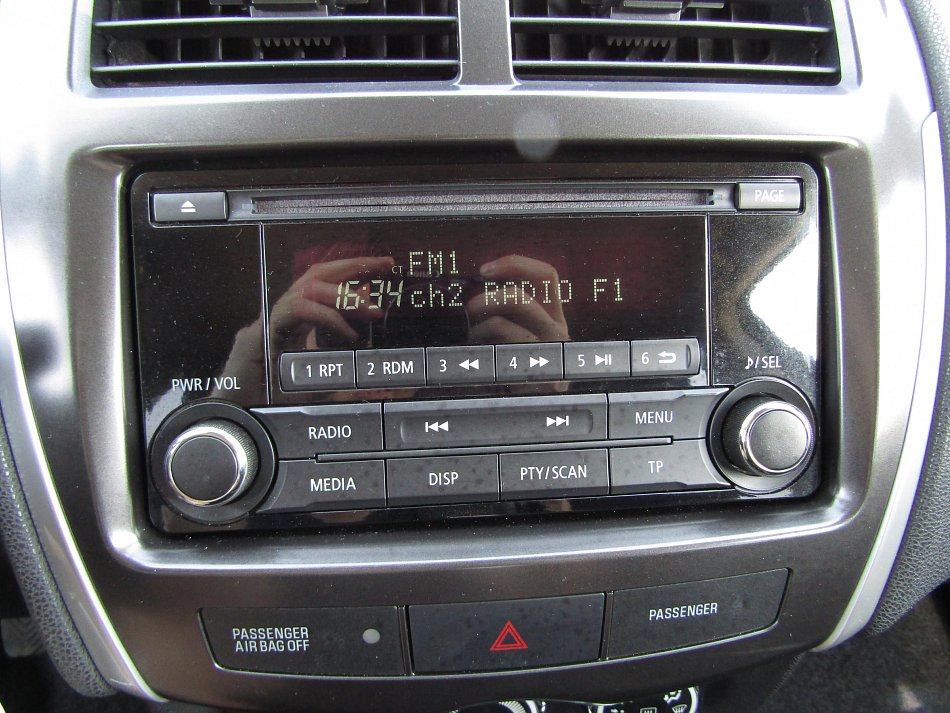 PAGE
CT FM1
16:34 ch2 RADIO F1
1 RPT 2 RDM 3 4 5 6
PWR / VOL
/ SEL
RADIO
MENU
MEDIA
DISP
PTY/SCAN
TP
PASSENGER
AIR BAG OFF
PASSENGER